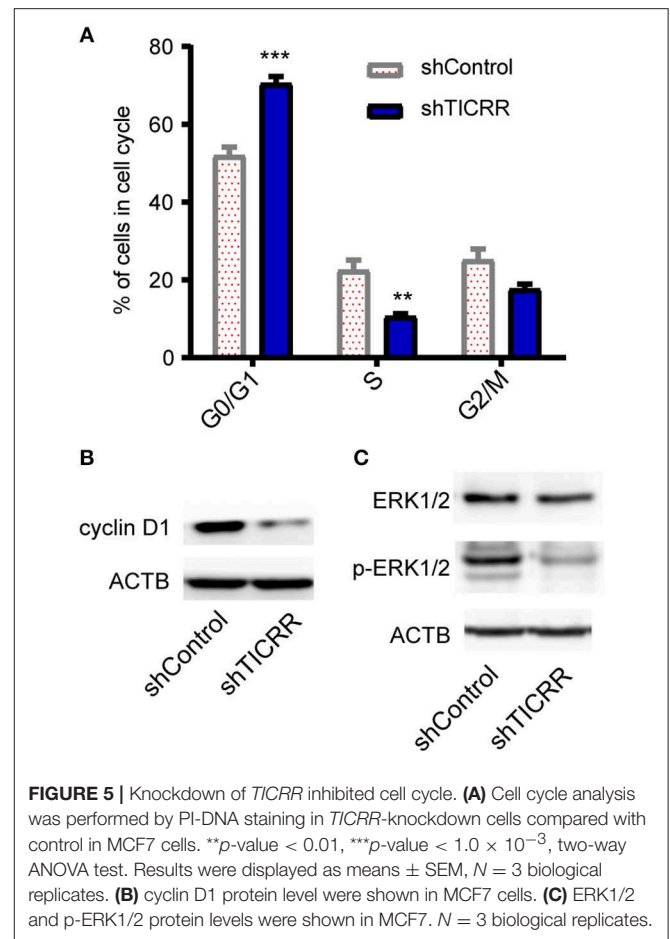 A
***
shControl
shTICRR
80
60
40
20
0
% of cells in cell cycle
**
G0/G1
S
G2/M
B
cyclin D1
ACTB
shControl
shTICRR
C
ERK1/2
p-ERK1/2
ACTB
shControl
shTICRR
FIGURE 5 | Knockdown of TICRR inhibited cell cycle. (A) Cell cycle analysis
was performed by PI-DNA staining in TICRR-knockdown cells compared with
control in MCF7 cells. **p-value < 0.01, ***p-value < 1.0 × 10⁻³, two-way
ANOVA test. Results were displayed as means ± SEM, N = 3 biological
replicates. (B) cyclin D1 protein level were shown in MCF7 cells. (C) ERK1/2
and p-ERK1/2 protein levels were shown in MCF7. N = 3 biological replicates.